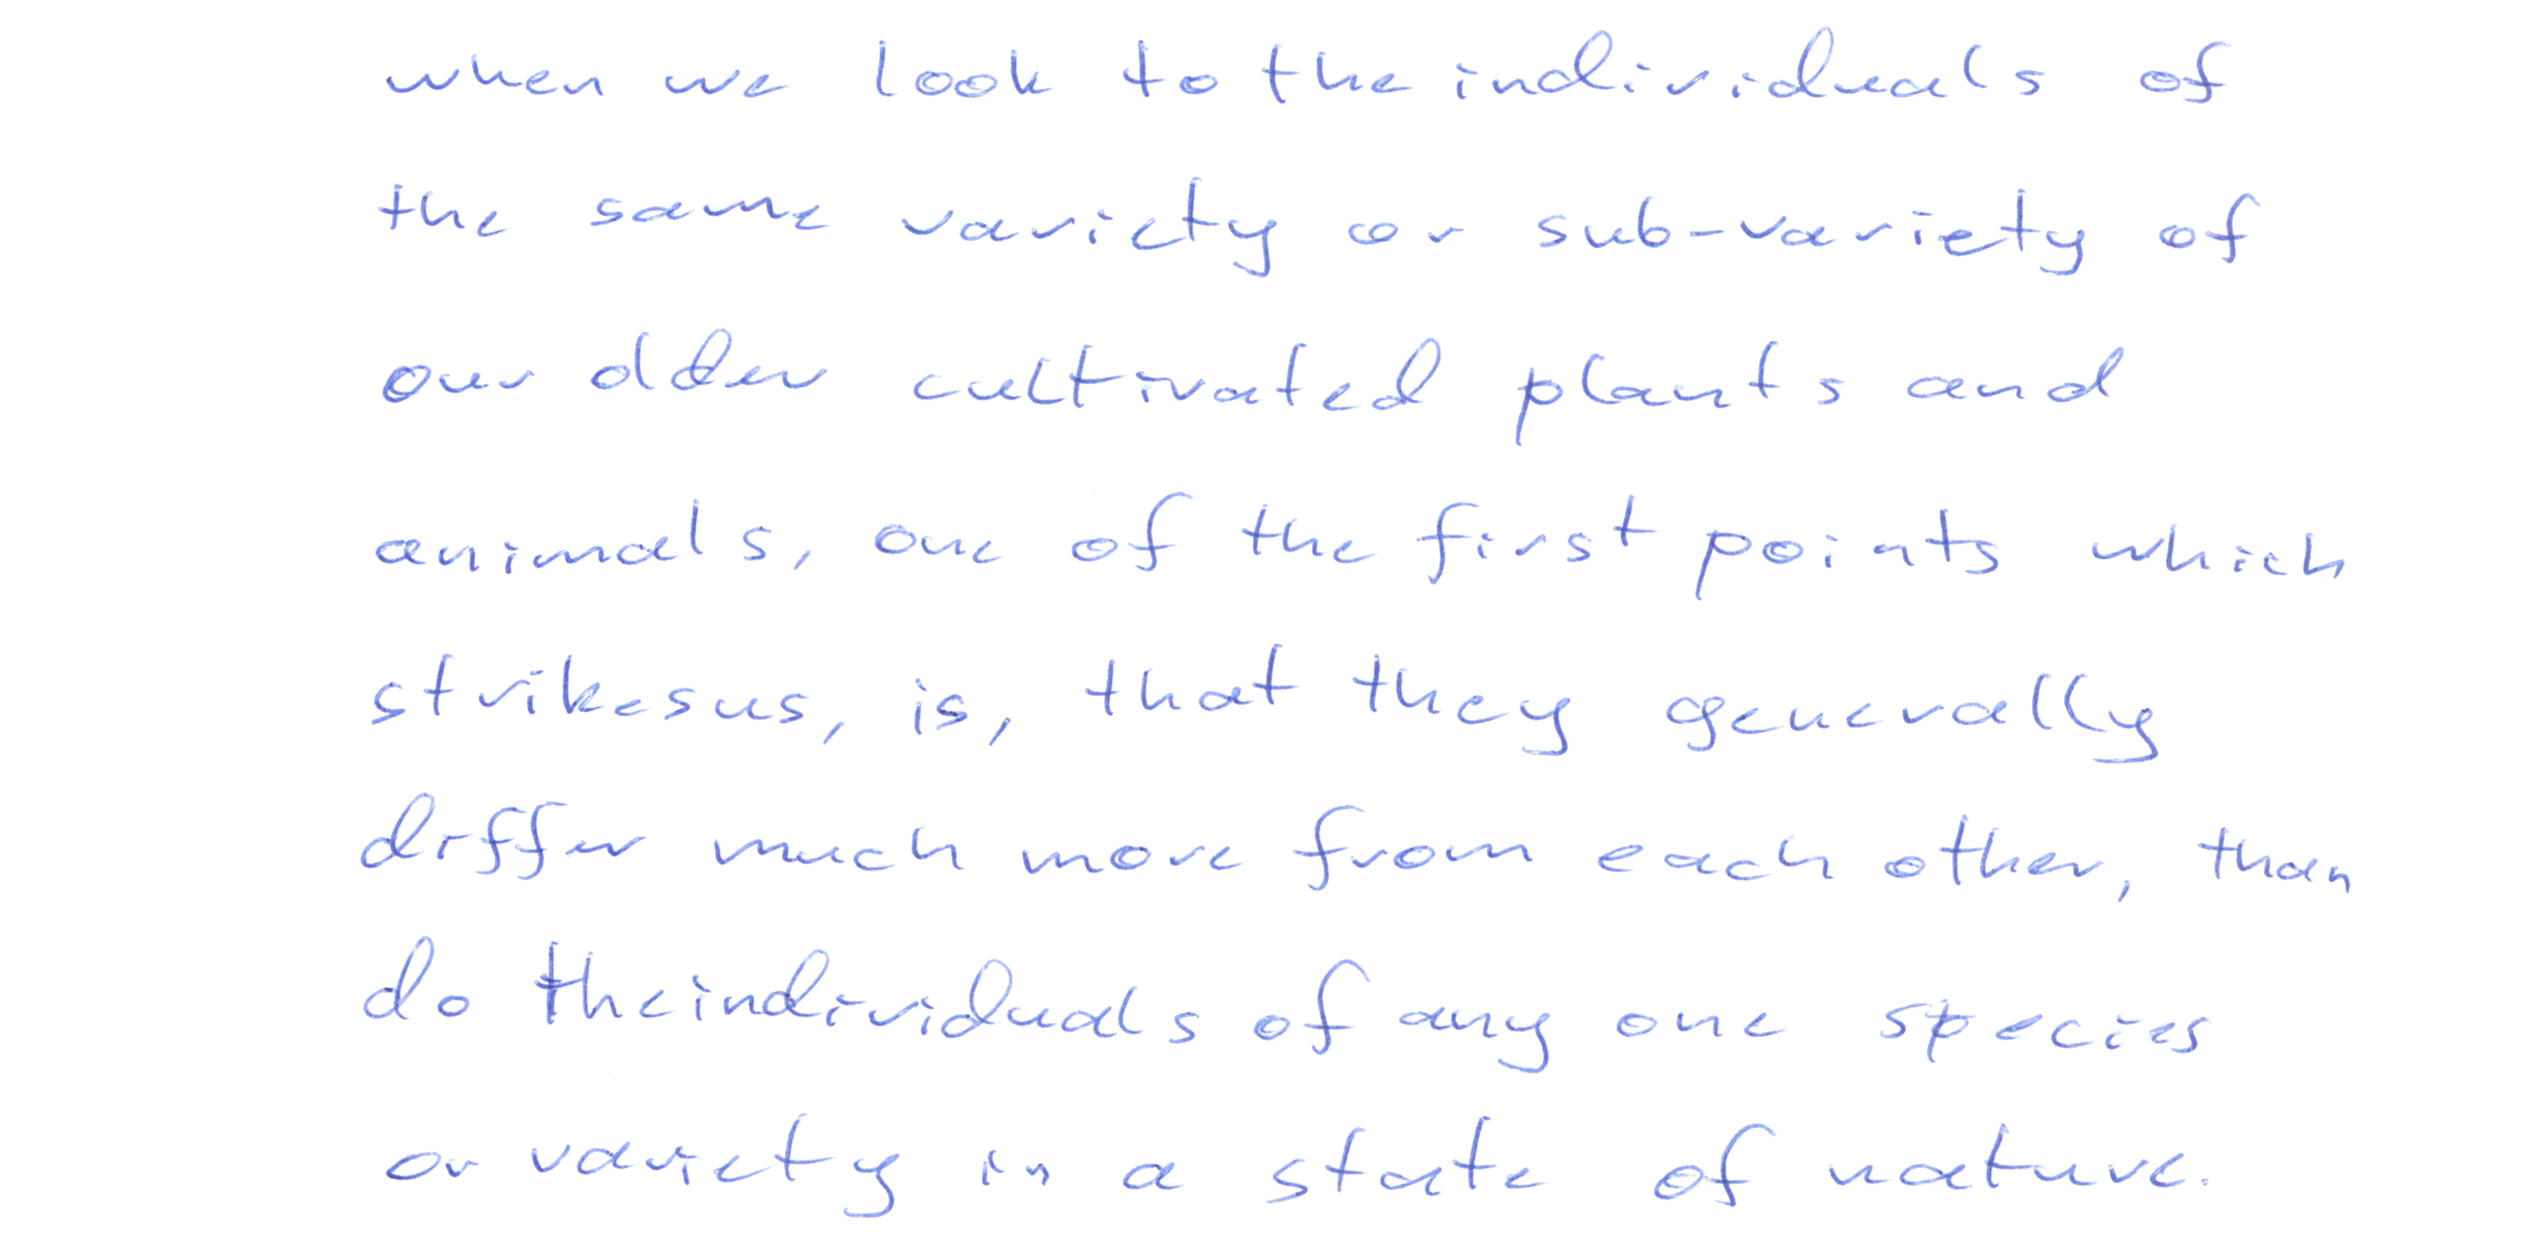 when we look to the individuals of
the same variety or sub-variety of
our older cultivated plants and
animals, one of the first points which
strikes us, is, that they generally
differ much more from each other, than
do the individuals of any one species
or variety in a state of nature.